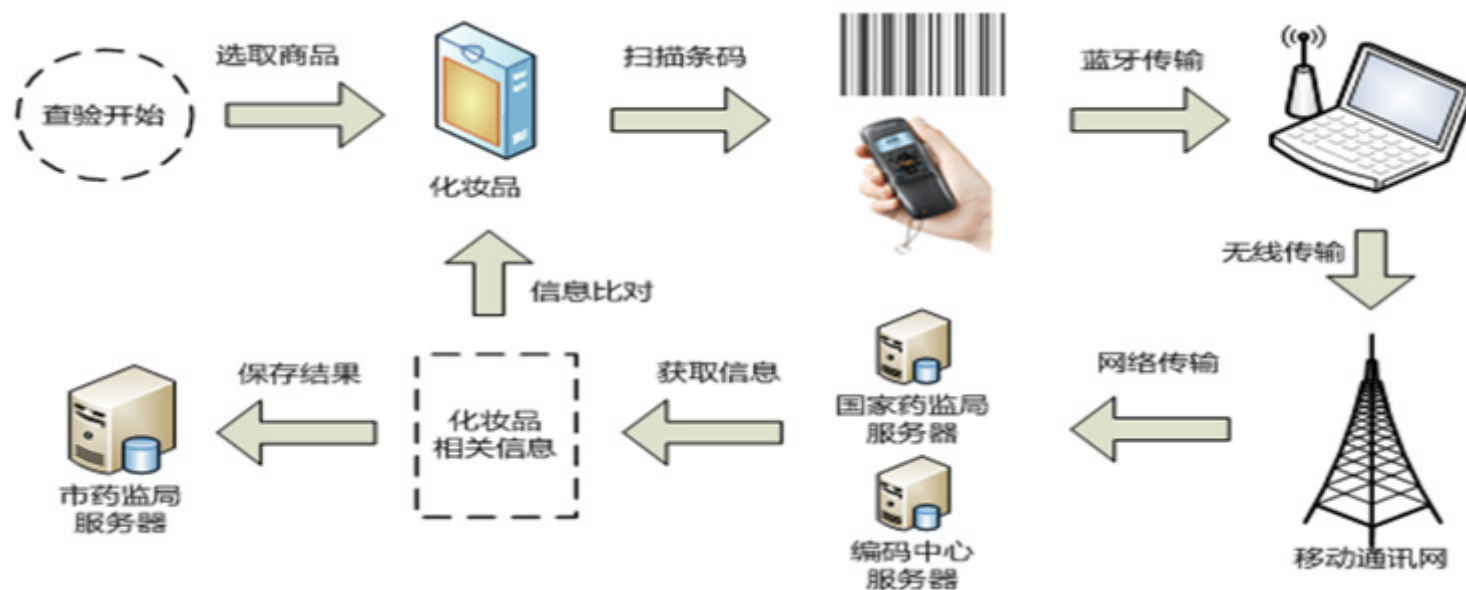 选取商品
扫描条码
蓝牙传输
查验开始
化妆品
无线传输
信息比对
保存结果
获取信息
网络传输
化妆品
相关信息
国家药监局
服务器
市药监局
服务器
编码中心
服务器
移动通讯网